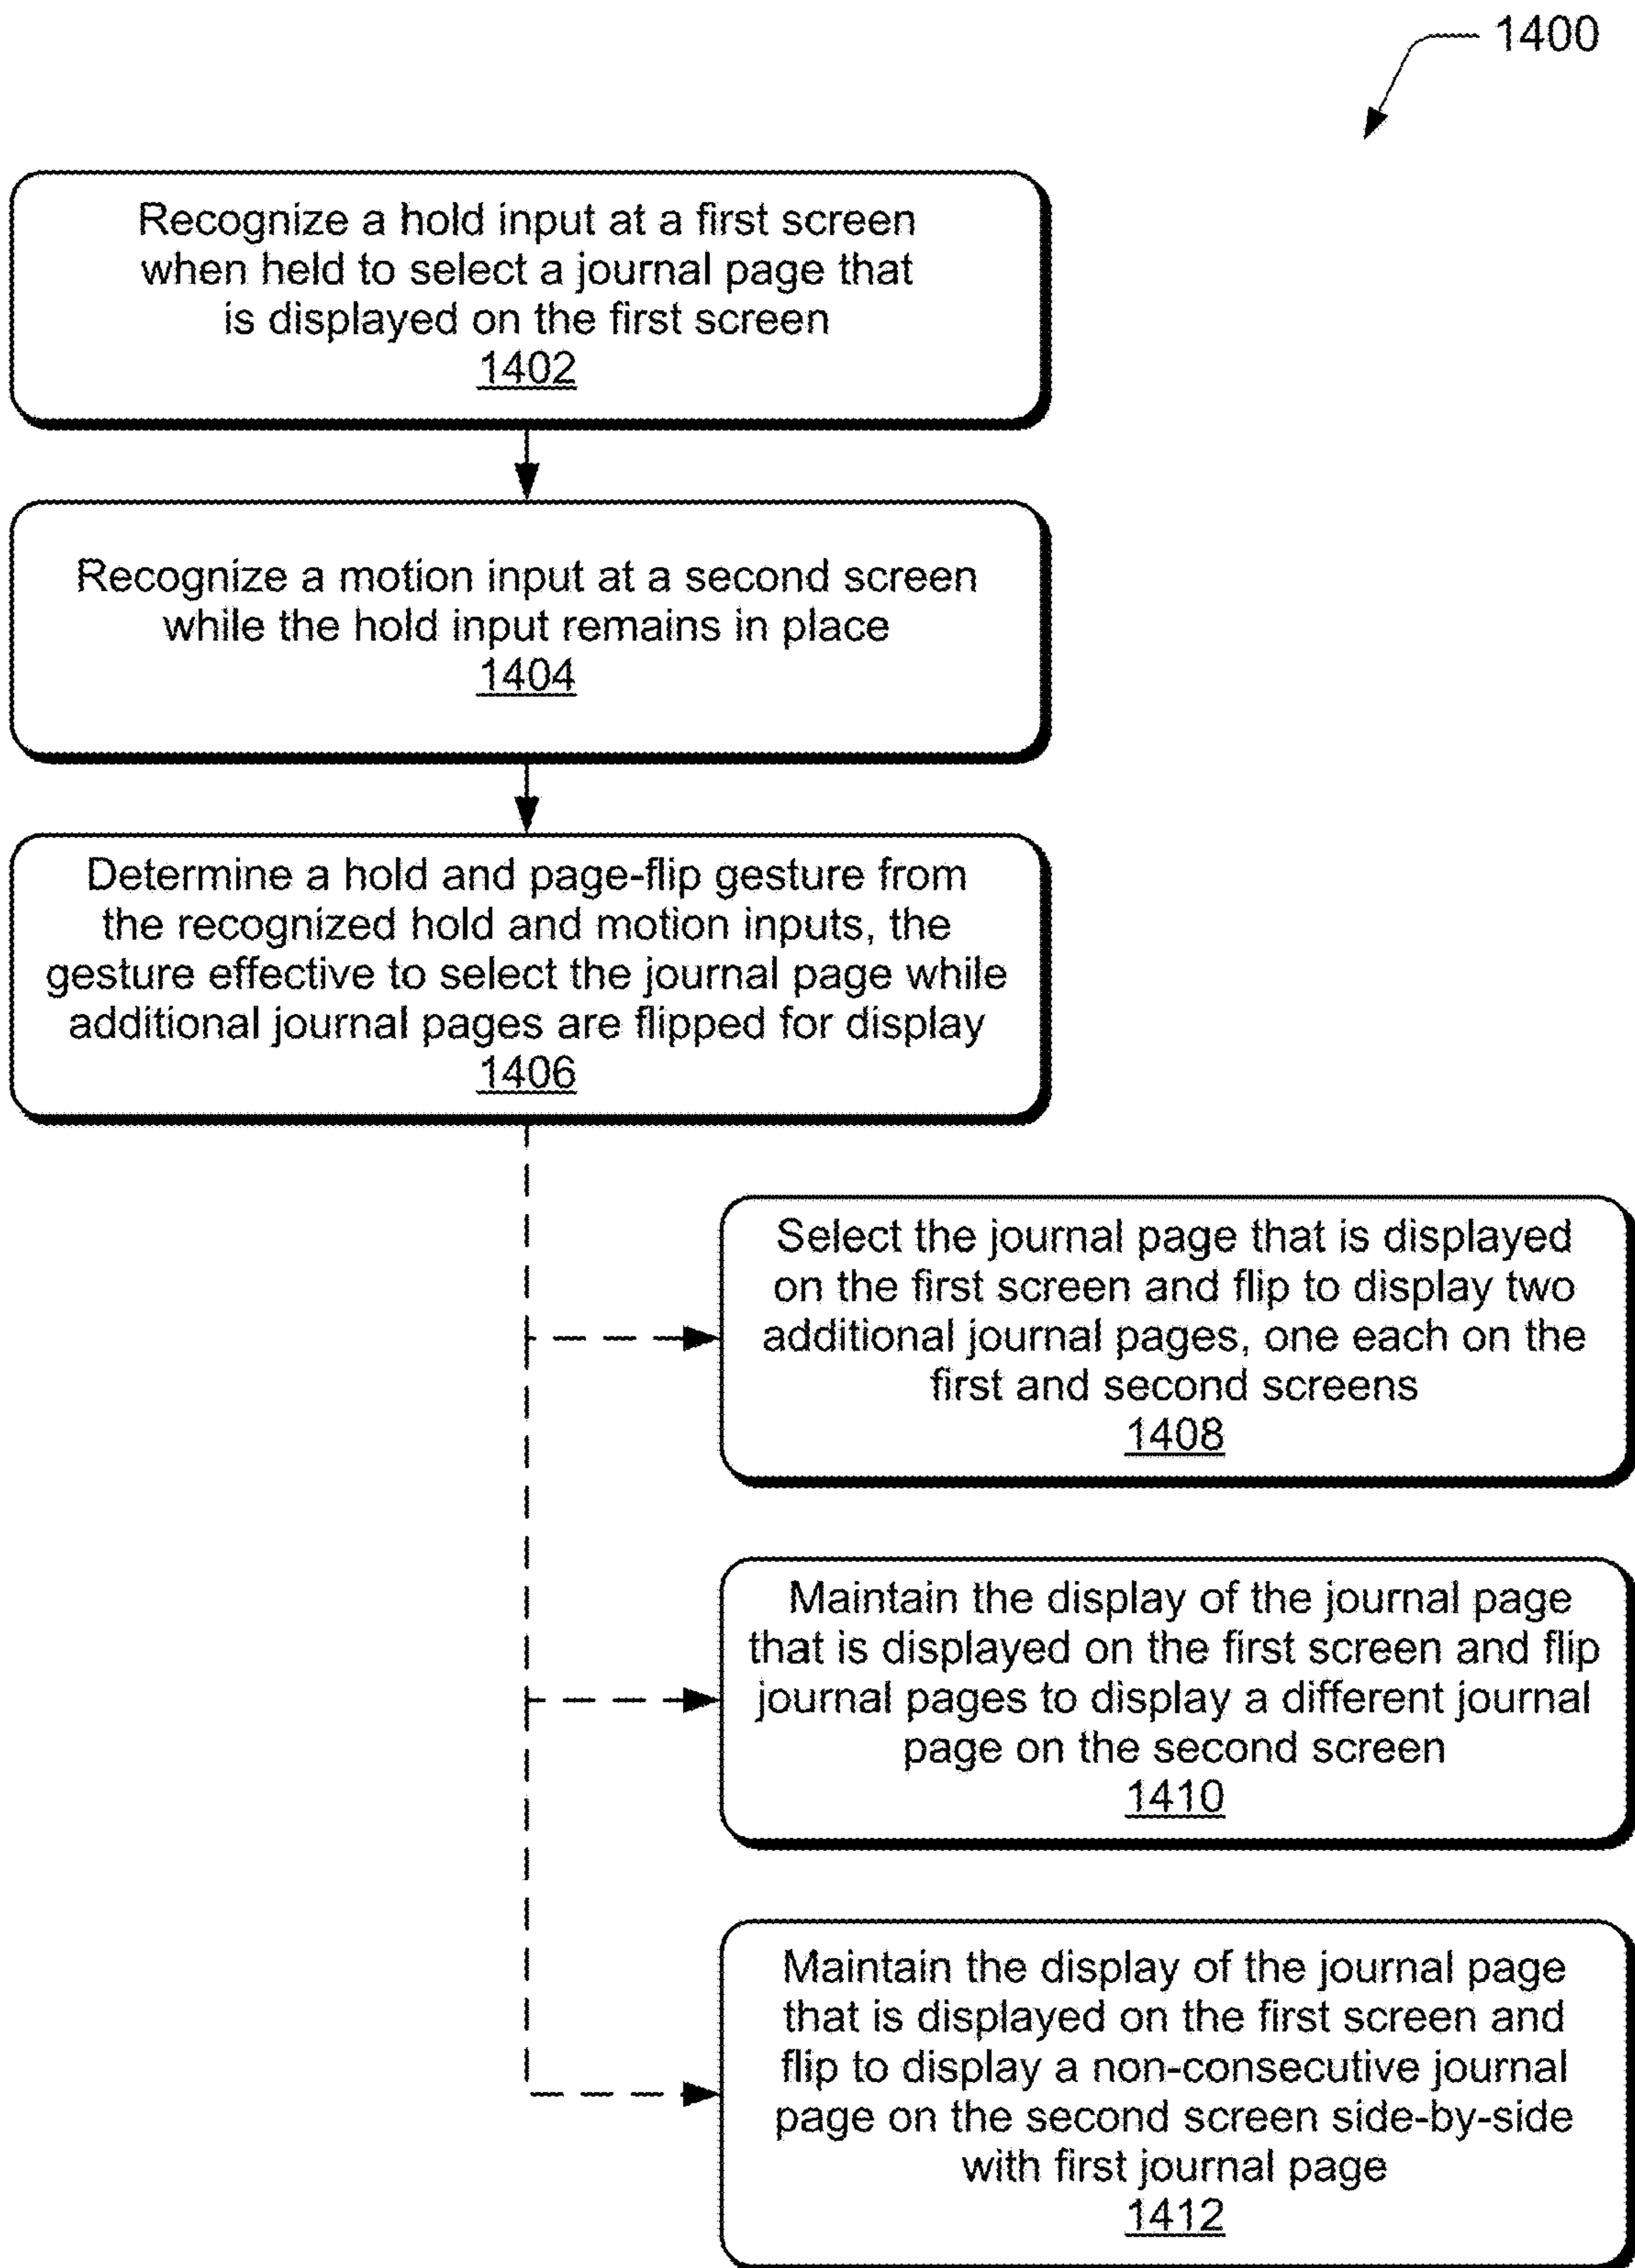 1400
Recognize a hold input at a first screen
when held to select a journal page that
is displayed on the first screen
1402
Recognize a motion input at a second screen
while the hold input remains in place
1404
Determine a hold and page-flip gesture from
the recognized hold and motion inputs, the
gesture effective to select the journal page while
additional journal pages are flipped for display
1406
Select the journal page that is displayed
on the first screen and flip to display two
additional journal pages, one each on the
first and second screens
1408
Maintain the display of the journal page
that is displayed on the first screen and flip
journal pages to display a different journal
page on the second screen
1410
Maintain the display of the journal page
that is displayed on the first screen and
flip to display a non-consecutive journal
page on the second screen side-by-side
with first journal page
1412